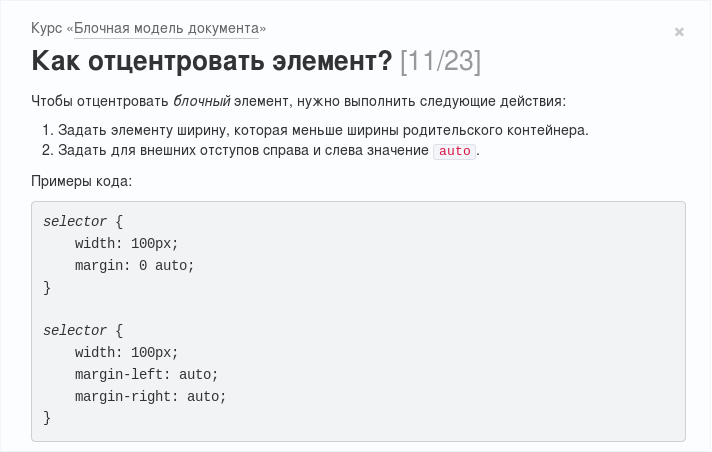 Курс «Блочная модель документа»
×
Как отцентровать элемент? [11/23]
Чтобы отцентровать блочный элемент, нужно выполнить следующие действия:
1. Задать элементу ширину, которая меньше ширины родительского контейнера.
2. Задать для внешних отступов справа и слева значение auto.
Примеры кода:
selector {
    width: 100px;
    margin: 0 auto;
}
selector {
    width: 100px;
    margin-left: auto;
    margin-right: auto;
}